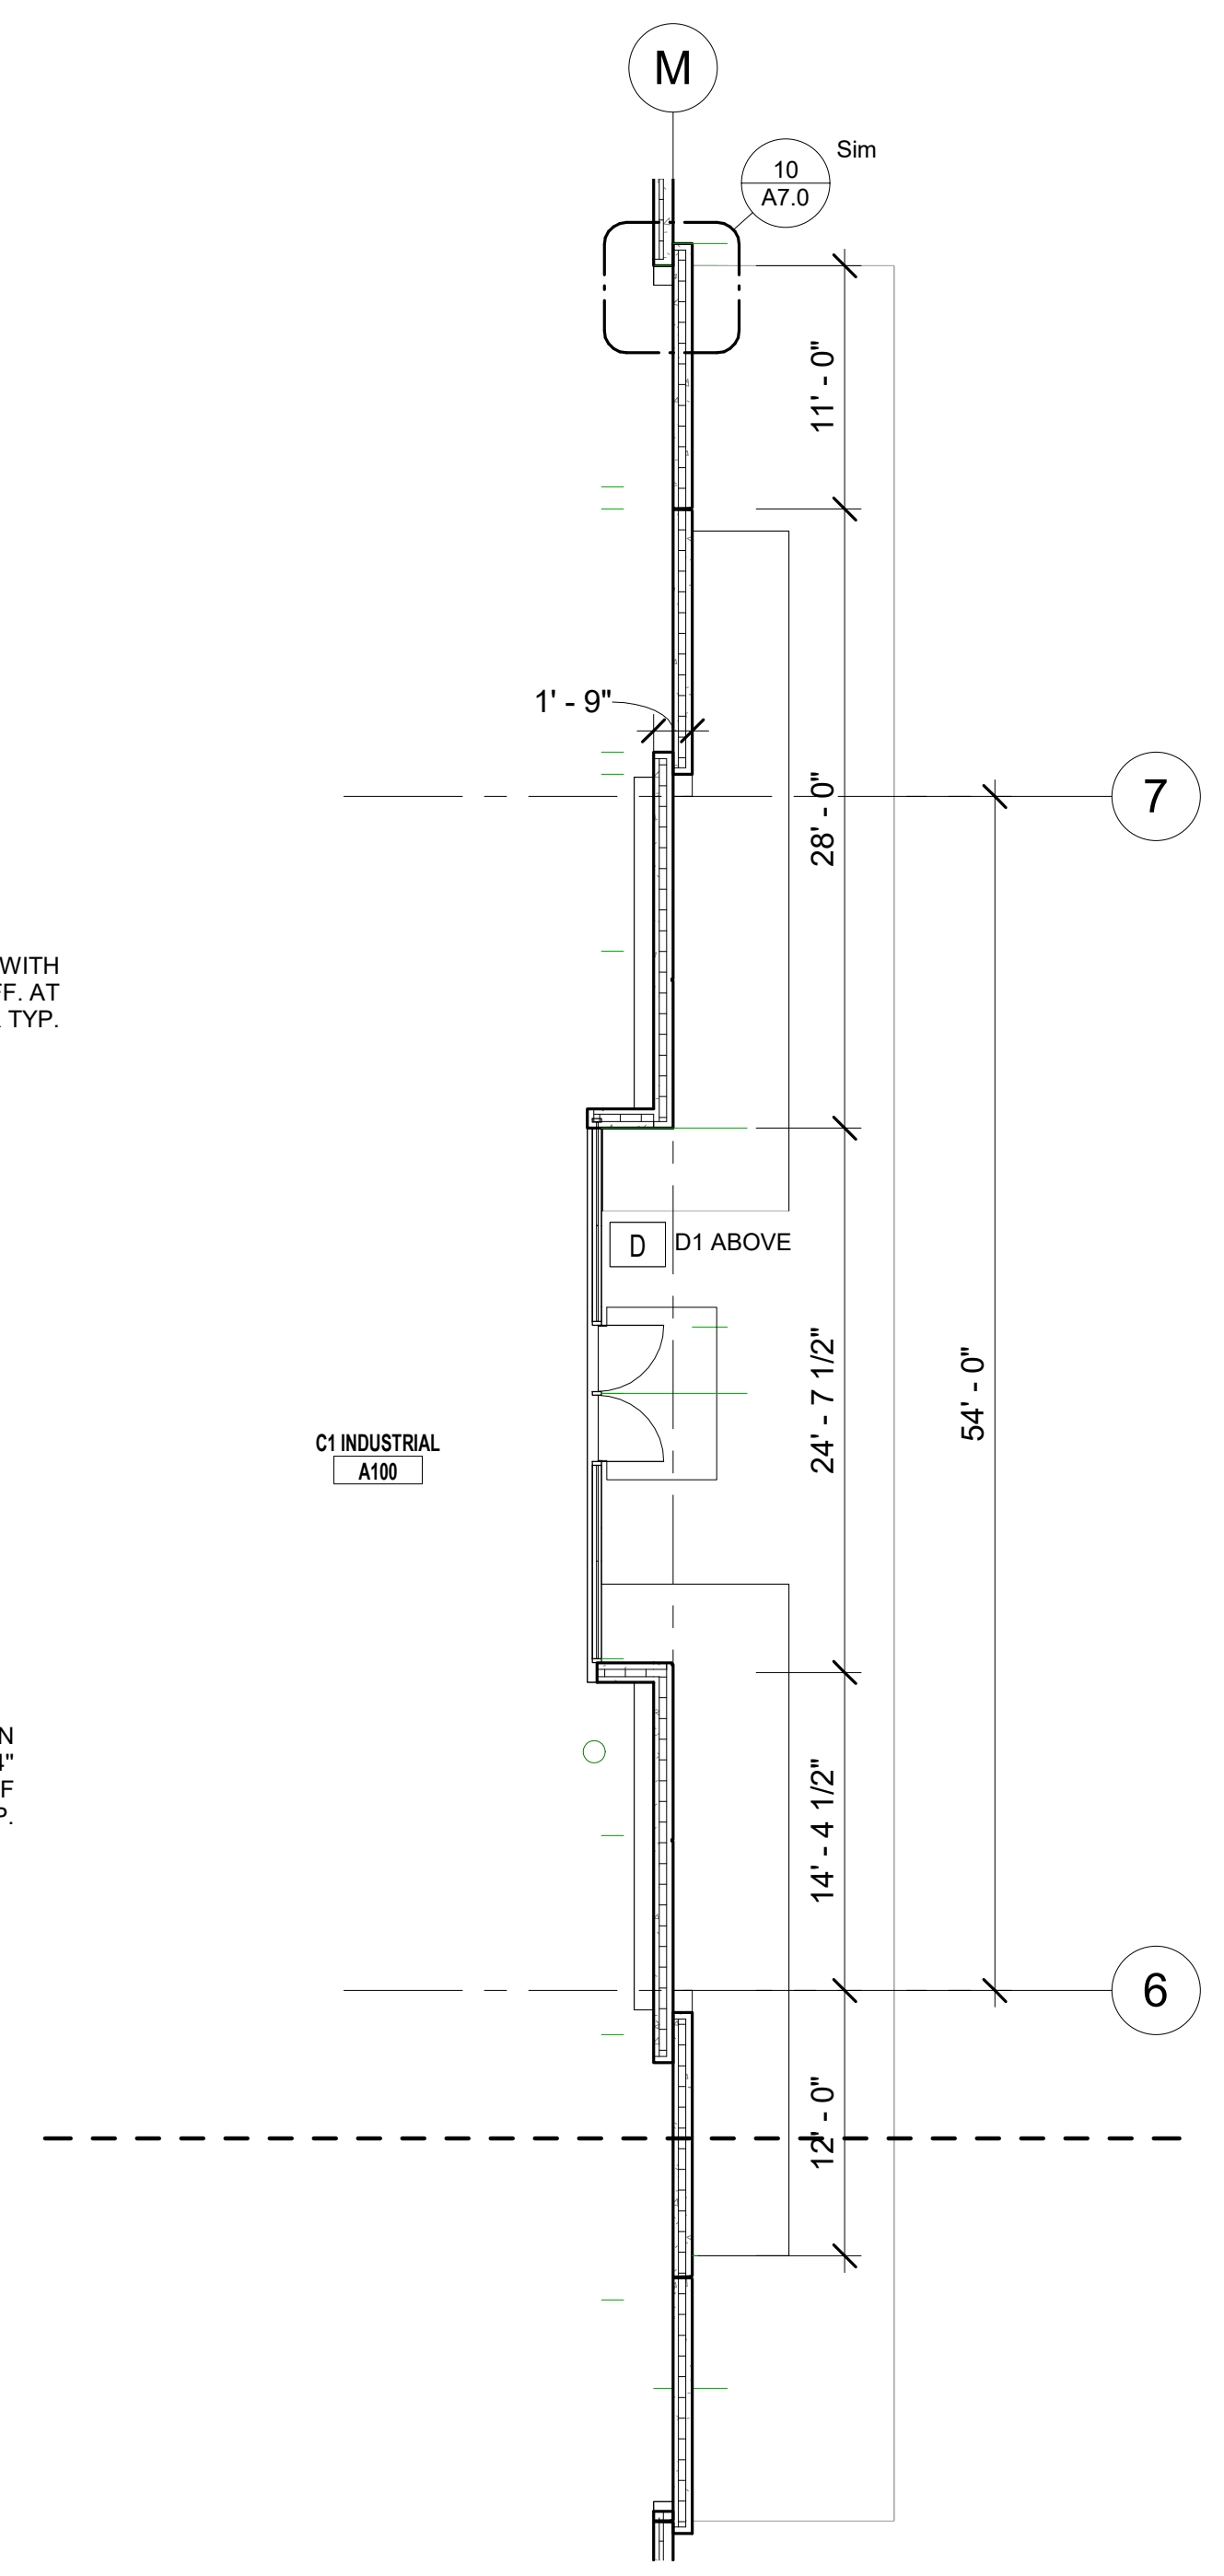 M
Sim
10
A7.0
11' - 0"
1' - 9"
7
28' - 0"
WITH
F. AT
TYP.
D
D1 ABOVE
24' - 7 1/2"
54' - 0"
C1 INDUSTRIAL
A100
N
4"
F
P.
14' - 4 1/2"
6
12' - 0"